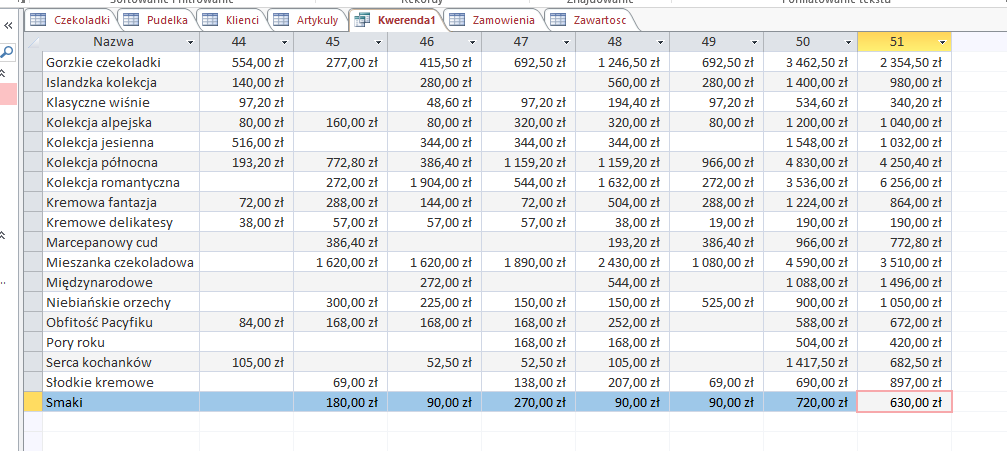 Sortowanie i filtrowanie Rekordy Znajdowanie Formatowanie tekstu
Czekoladki Pudelka Klienci Artykuly Kwerenda1 Zamowienia Zawartosc
Nazwa 44 45 46 47 48 49 50 51
Gorzkie czekoladki 554,00 zł 277,00 zł 415,50 zł 692,50 zł 1 246,50 zł 692,50 zł 3 462,50 zł 2 354,50 zł
Islandzka kolekcja 140,00 zł 280,00 zł 560,00 zł 280,00 zł 1 400,00 zł 980,00 zł
Klasyczne wiśnie 97,20 zł 48,60 zł 97,20 zł 194,40 zł 97,20 zł 534,60 zł 340,20 zł
Kolekcja alpejska 80,00 zł 160,00 zł 80,00 zł 320,00 zł 320,00 zł 80,00 zł 1 200,00 zł 1 040,00 zł
Kolekcja jesienna 516,00 zł 344,00 zł 344,00 zł 344,00 zł 1 548,00 zł 1 032,00 zł
Kolekcja północna 193,20 zł 772,80 zł 386,40 zł 1 159,20 zł 1 159,20 zł 966,00 zł 4 830,00 zł 4 250,40 zł
Kolekcja romantyczna 272,00 zł 1 904,00 zł 544,00 zł 1 632,00 zł 272,00 zł 3 536,00 zł 6 256,00 zł
Kremowa fantazja 72,00 zł 288,00 zł 144,00 zł 72,00 zł 504,00 zł 288,00 zł 1 224,00 zł 864,00 zł
Kremowe delikatesy 38,00 zł 57,00 zł 57,00 zł 57,00 zł 38,00 zł 19,00 zł 190,00 zł 190,00 zł
Marcepanowy cud 386,40 zł 193,20 zł 386,40 zł 966,00 zł 772,80 zł
Mieszanka czekoladowa 1 620,00 zł 1 620,00 zł 1 890,00 zł 2 430,00 zł 1 080,00 zł 4 590,00 zł 3 510,00 zł
Międzynarodowe 272,00 zł 544,00 zł 1 088,00 zł 1 496,00 zł
Niebiańskie orzechy 300,00 zł 225,00 zł 150,00 zł 150,00 zł 525,00 zł 900,00 zł 1 050,00 zł
Obfitość Pacyfiku 84,00 zł 168,00 zł 168,00 zł 168,00 zł 252,00 zł 588,00 zł 672,00 zł
Pory roku 168,00 zł 168,00 zł 504,00 zł 420,00 zł
Serca kochanków 105,00 zł 52,50 zł 52,50 zł 105,00 zł 1 417,50 zł 682,50 zł
Słodkie kremowe 69,00 zł 138,00 zł 207,00 zł 69,00 zł 690,00 zł 897,00 zł
Smaki 180,00 zł 90,00 zł 270,00 zł 90,00 zł 90,00 zł 720,00 zł 630,00 zł